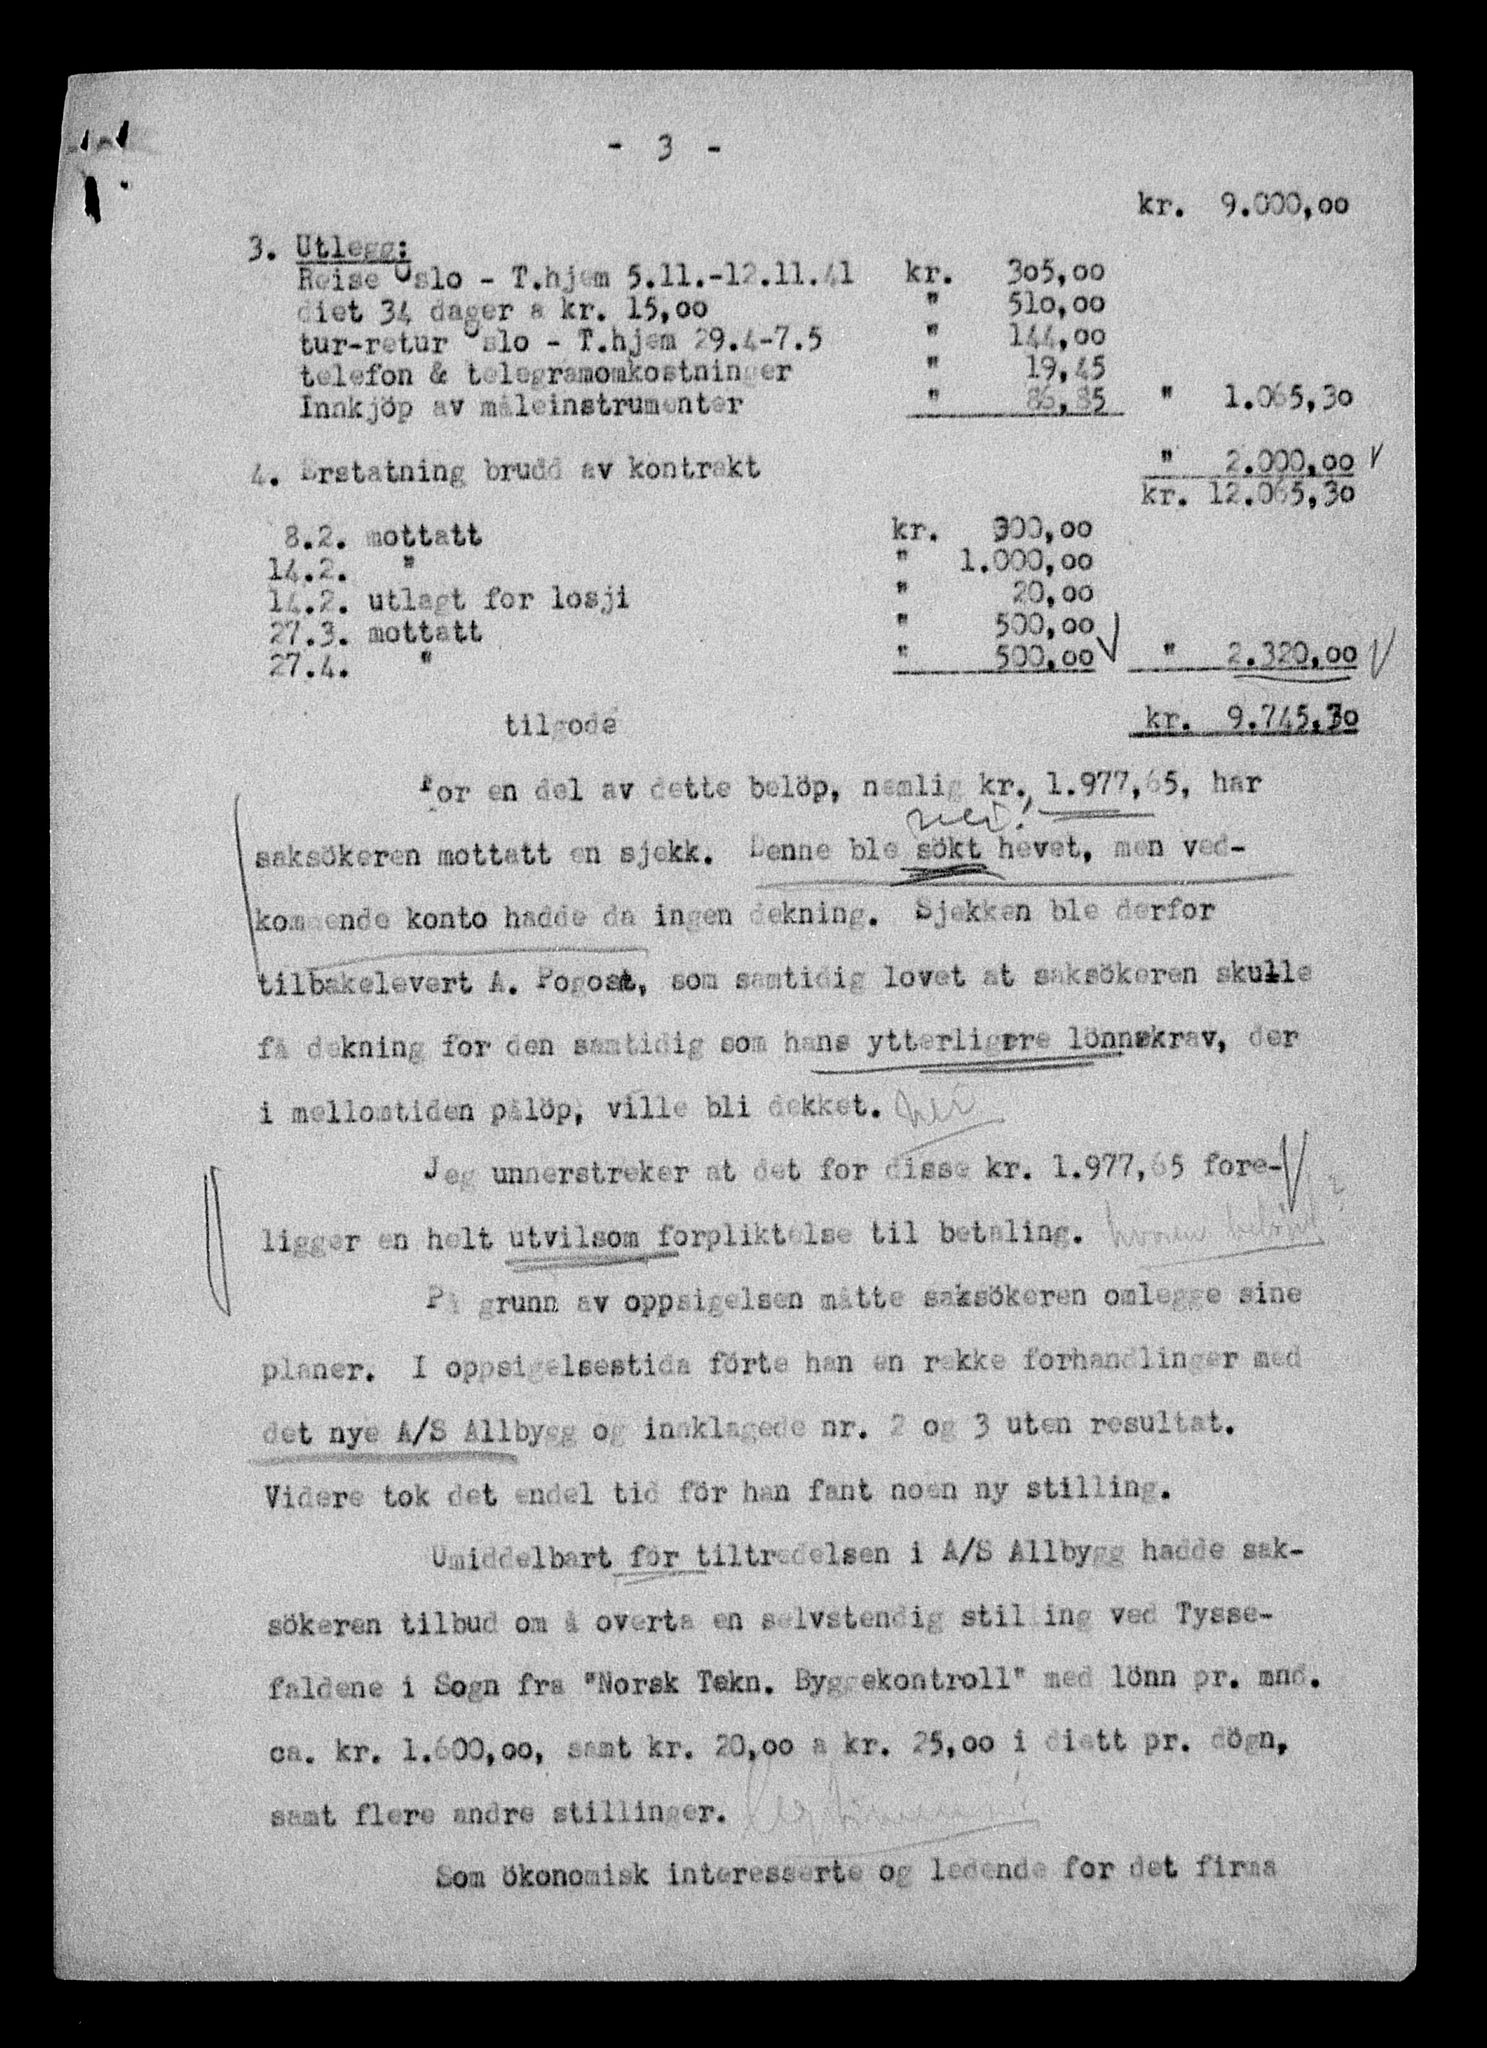 - 3 -
kr. 9.000,00
3. Utlegg:
Reise Oslo - T.hjem 5.11.-12.11.41 kr. 305,00
diet 34 dager a kr. 15,00 " 510,00
tur-retur Oslo - T.hjem 29.4-7.5 " 144,00
telefon & telegramomkostninger " 19,45
Innkjöp av måleinstrumenter " 86,85 " 1.065,30
4. Erstatning brudd av kontrakt " 2.000,00
kr. 12.065,30
8.2. mottatt kr. 300,00
14.2. " " 1.000,00
14.2. utlagt for losji " 20,00
27.3. mottatt " 500,00
27.4. " " 500,00 " 2.320,00
tilgode kr. 9.745,30
For en del av dette belöp, nemlig kr. 1.977,65, har
nei!
saksökeren mottatt en sjekk. Denne ble sökt hevet, men ved-
kommende konto hadde da ingen dekning. Sjekken ble derfor
tilbakelevert A. Pogost, som samtidig lovet at saksökeren skulle
få dekning for den samtidig som hans ytterligere lönnskrav, der
i mellomtiden pålöp, ville bli dekket. nei
Jeg unnerstreker at det for disse kr. 1.977,65 fore-
ligger en helt utvilsom forpliktelse til betaling. hvorav beløpet?
På grunn av oppsigelsen måtte saksökeren omlegge sine
planer. I oppsigelsestida förte han en rekke forhandlinger med
det nye A/S Allbygg og innklagede nr. 2 og 3 uten resultat.
Videre tok det endel tid för han fant noen ny stilling.
Umiddelbart för tiltredelsen i A/S Allbygg hadde sak-
sökeren tilbud om å overta en selvstendig stilling ved Tysse-
faldene i Sogn fra "Norsk Tekn. Byggekontroll" med lönn pr. mnd.
ca. kr. 1.600,00, samt kr. 20,00 a kr. 25,00 i diett pr. dögn,
samt flere andre stillinger.
Som ökonomisk interesserte og ledende for det firma